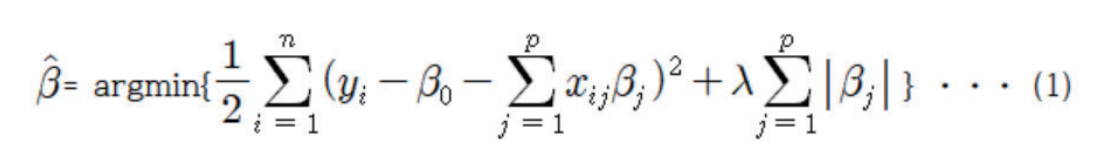 β̂= argmin{½ ∑_{i=1}^{n} (y_i − β_0 − ∑_{j=1}^{p} x_{ij}β_j)² + λ ∑_{j=1}^{p} |β_j| } · · · (1)